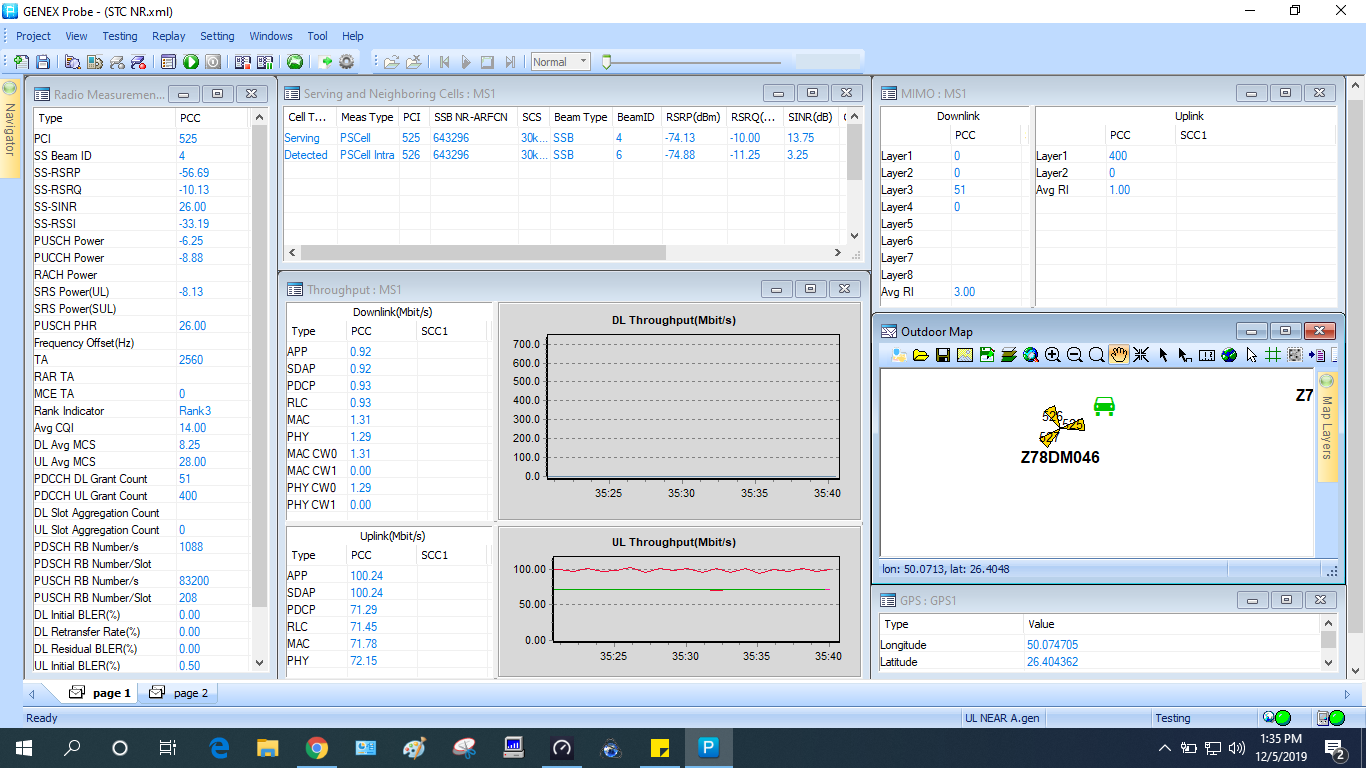 GENEX Probe - (STC NR.xml)
Project View Testing Replay Setting Windows Tool Help
Normal
Navigator
Radio Measuremen...
Type PCC
PCI 525
SS Beam ID 4
SS-RSRP -56.69
SS-RSRQ -10.13
SS-SINR 26.00
SS-RSSI -33.19
PUSCH Power -6.25
PUCCH Power -8.88
RACH Power
SRS Power(UL) -8.13
SRS Power(SUL)
PUSCH PHR 26.00
Frequency Offset(Hz)
TA 2560
RAR TA
MCE TA 0
Rank Indicator Rank3
Avg CQI 14.00
DL Avg MCS 8.25
UL Avg MCS 28.00
PDCCH DL Grant Count 51
PDCCH UL Grant Count 400
DL Slot Aggregation Count
UL Slot Aggregation Count 0
PDSCH RB Number/s 1088
PDSCH RB Number/Slot
PUSCH RB Number/s 83200
PUSCH RB Number/Slot 208
DL Initial BLER(%) 0.00
DL Retransfer Rate(%) 0.00
DL Residual BLER(%) 0.00
UL Initial BLER(%) 0.50
Serving and Neighboring Cells : MS1
Cell T... Meas Type PCI SSB NR-ARFCN SCS Beam Type BeamID RSRP(dBm) RSRQ(... SINR(dB)
Serving PSCell 525 643296 30k... SSB 4 -74.13 -10.00 13.75
Detected PSCell Intra 526 643296 30k... SSB 6 -74.88 -11.25 3.25
Throughput : MS1
Downlink(Mbit/s)
Type PCC SCC1
APP 0.92
SDAP 0.92
PDCP 0.93
RLC 0.93
MAC 1.31
PHY 1.29
MAC CW0 1.31
MAC CW1 0.00
PHY CW0 1.29
PHY CW1 0.00
DL Throughput(Mbit/s)
700.0
600.0
500.0
400.0
300.0
200.0
100.0
0.0
35:25 35:30 35:35 35:40
Uplink(Mbit/s)
Type PCC SCC1
APP 100.24
SDAP 100.24
PDCP 71.29
RLC 71.45
MAC 71.78
PHY 72.15
UL Throughput(Mbit/s)
100.00
50.00
0.00
35:25 35:30 35:35 35:40
MIMO : MS1
Downlink
PCC
Layer1 0
Layer2 0
Layer3 51
Layer4 0
Layer5
Layer6
Layer7
Layer8
Avg RI 3.00
Uplink
PCC SCC1
Layer1 400
Layer2 0
Avg RI 1.00
Outdoor Map
Z7
526
525
527
Z78DM046
Map Layers
lon: 50.0713, lat: 26.4048
GPS : GPS1
Type Value
Longitude 50.074705
Latitude 26.404362
page 1 page 2
Ready UL NEAR A.gen Testing
1:35 PM
12/5/2019
2